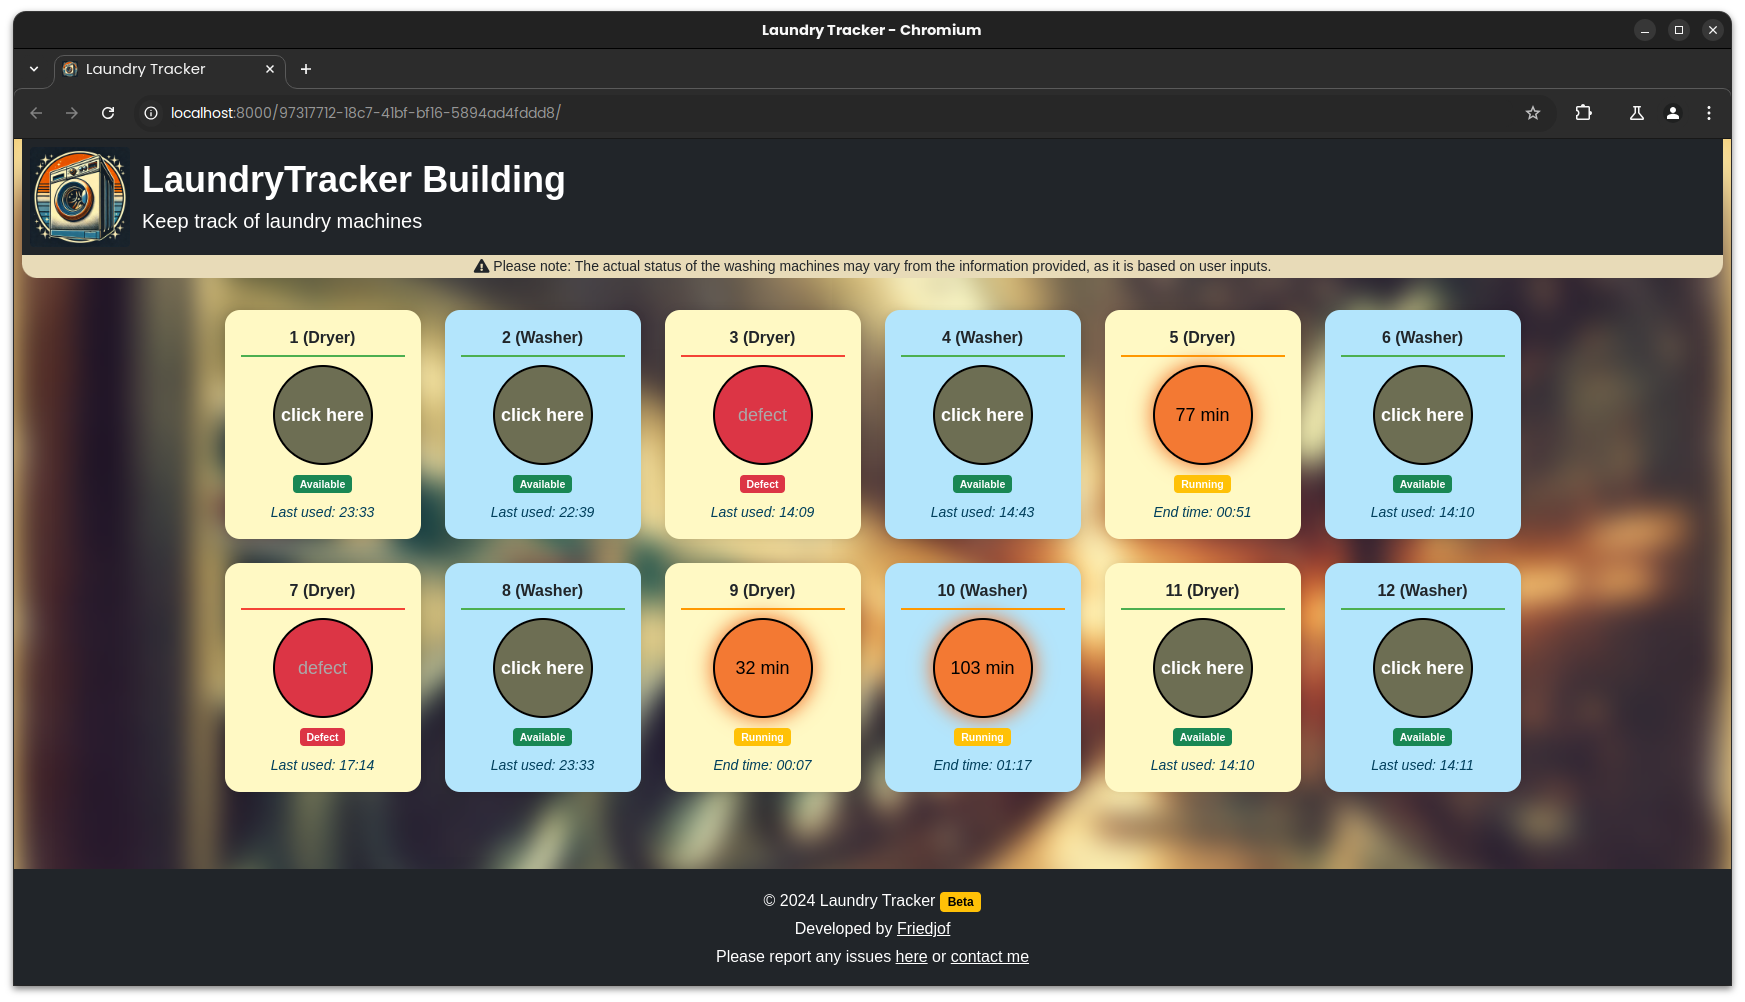 Laundry Tracker - Chromium
Laundry Tracker
localhost:8000/97317712-18c7-41bf-bf16-5894ad4fddd8/
LaundryTracker Building
Keep track of laundry machines
Please note: The actual status of the washing machines may vary from the information provided, as it is based on user inputs.
1 (Dryer)
click here
Available
Last used: 23:33
2 (Washer)
click here
Available
Last used: 22:39
3 (Dryer)
defect
Defect
Last used: 14:09
4 (Washer)
click here
Available
Last used: 14:43
5 (Dryer)
77 min
Running
End time: 00:51
6 (Washer)
click here
Available
Last used: 14:10
7 (Dryer)
defect
Defect
Last used: 17:14
8 (Washer)
click here
Available
Last used: 23:33
9 (Dryer)
32 min
Running
End time: 00:07
10 (Washer)
103 min
Running
End time: 01:17
11 (Dryer)
click here
Available
Last used: 14:10
12 (Washer)
click here
Available
Last used: 14:11
© 2024 Laundry Tracker Beta
Developed by Friedjof
Please report any issues here or contact me